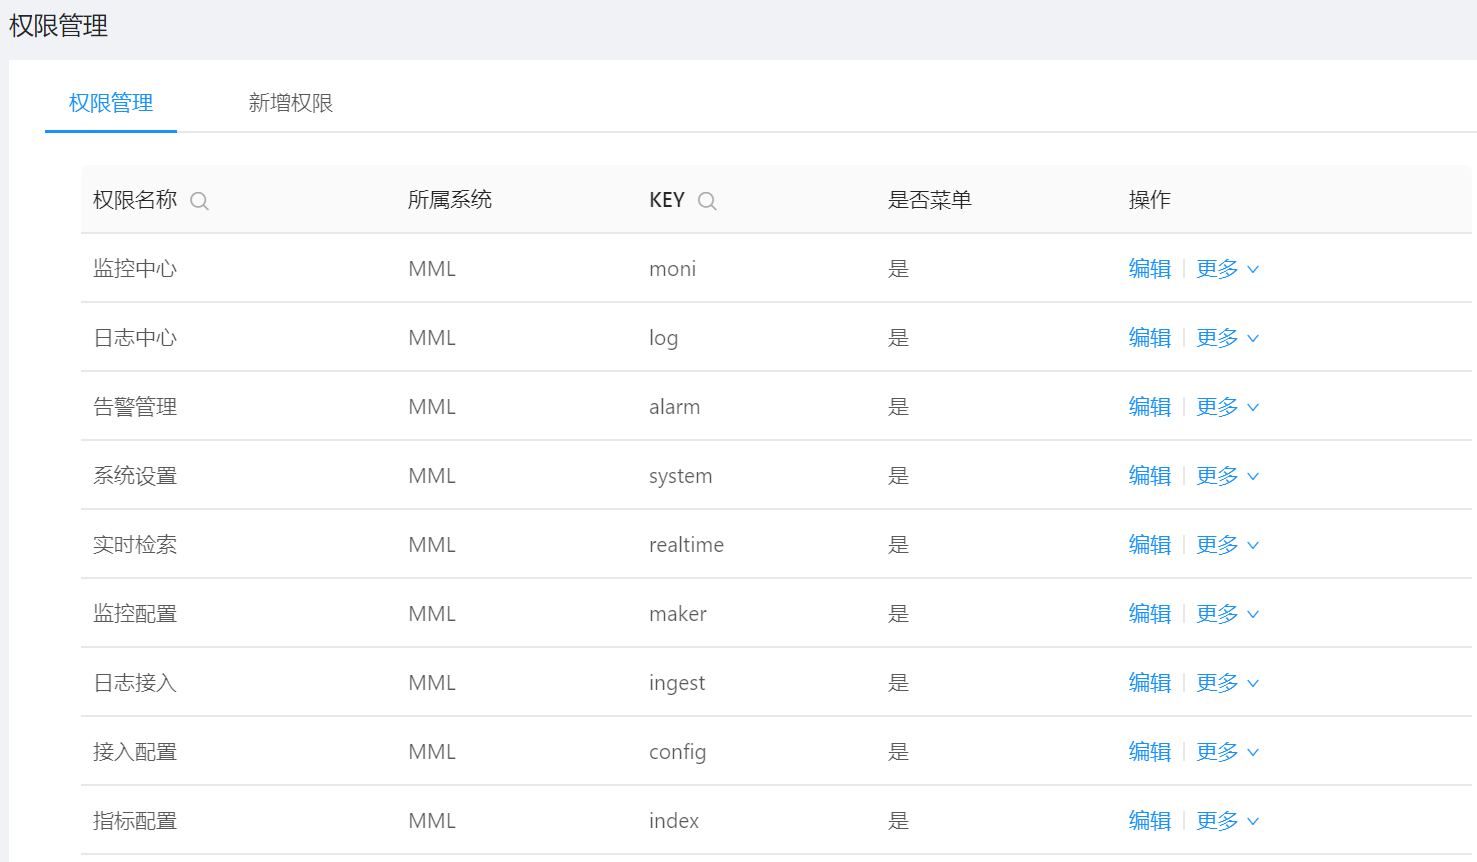 权限管理
权限管理 新增权限
权限名称 所属系统 KEY 是否菜单 操作
监控中心 MML moni 是 编辑 更多
日志中心 MML log 是 编辑 更多
告警管理 MML alarm 是 编辑 更多
系统设置 MML system 是 编辑 更多
实时检索 MML realtime 是 编辑 更多
监控配置 MML maker 是 编辑 更多
日志接入 MML ingest 是 编辑 更多
接入配置 MML config 是 编辑 更多
指标配置 MML index 是 编辑 更多